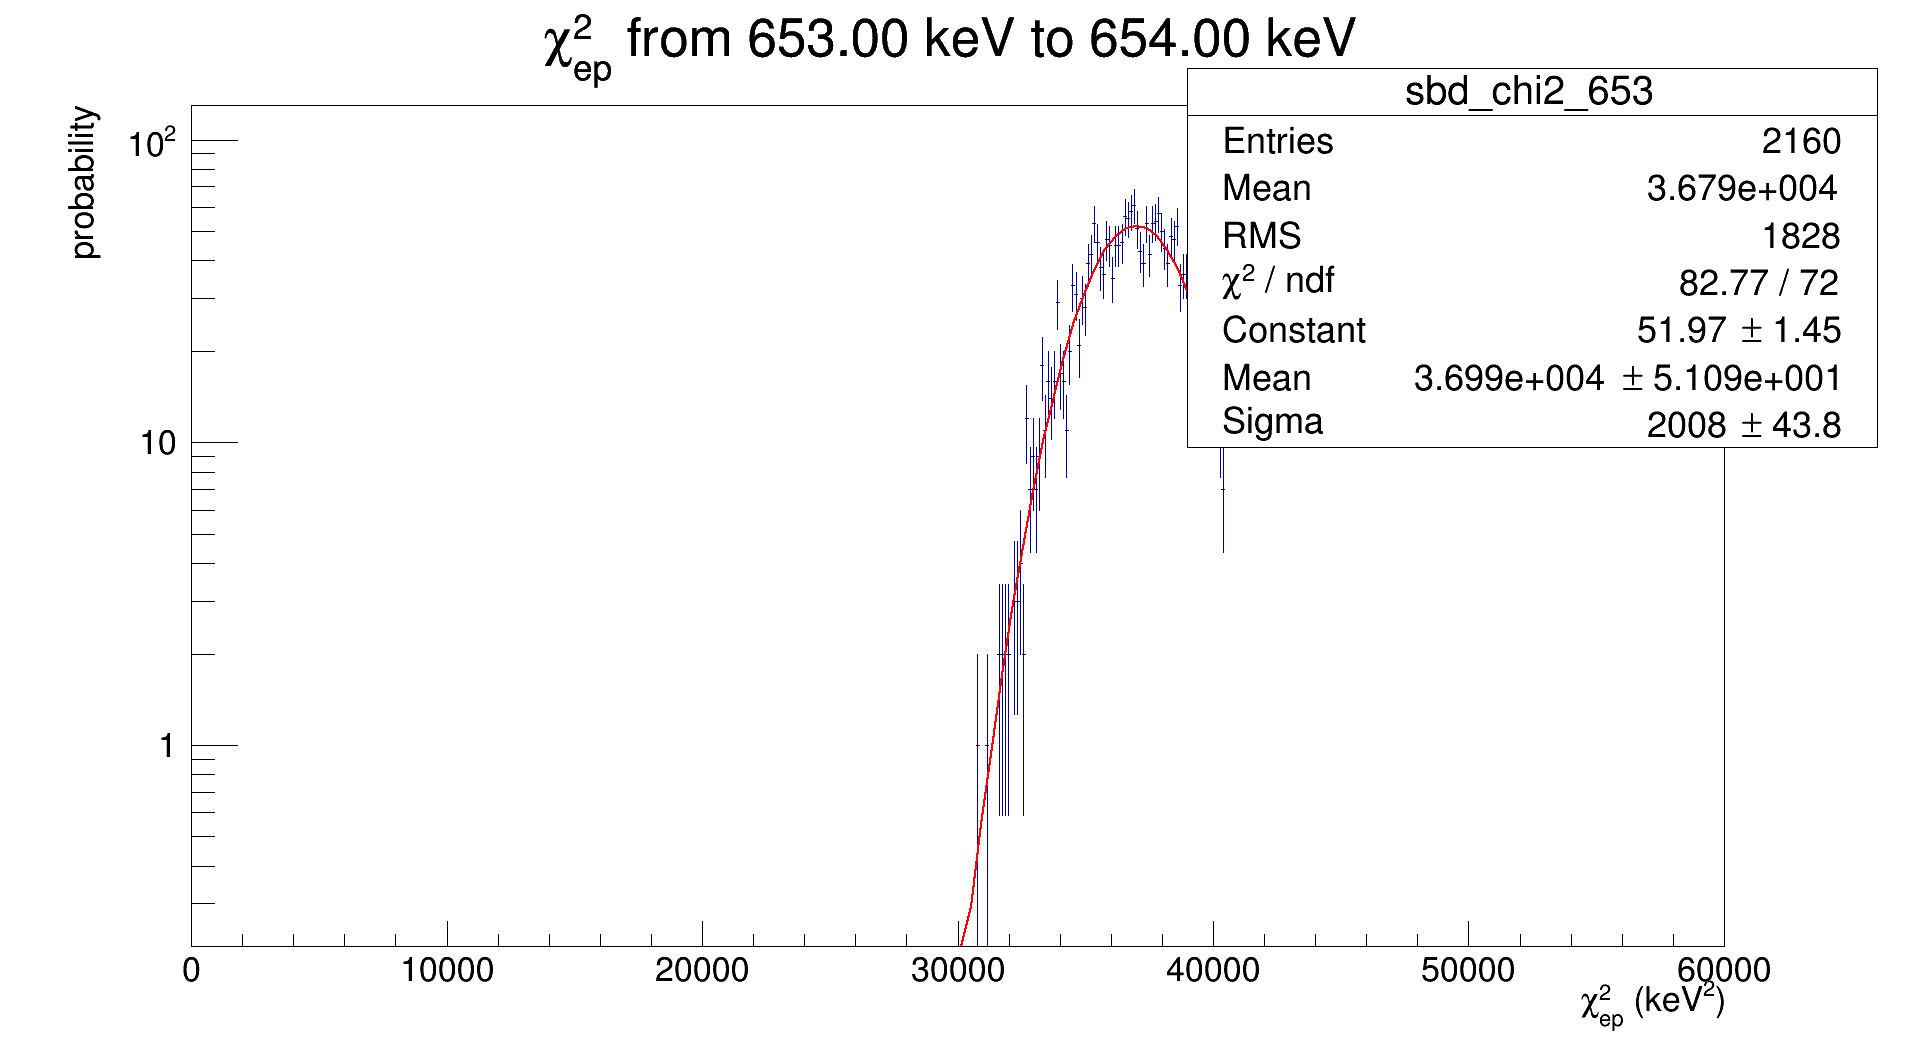 χ²ep from 653.00 keV to 654.00 keV
probability
10²
10
1
sbd_chi2_653
Entries 2160
Mean 3.679e+004
RMS 1828
χ² / ndf 82.77 / 72
Constant 51.97 ± 1.45
Mean 3.699e+004 ± 5.109e+001
Sigma 2008 ± 43.8
0 10000 20000 30000 40000 50000 60000
χ²ep (keV²)